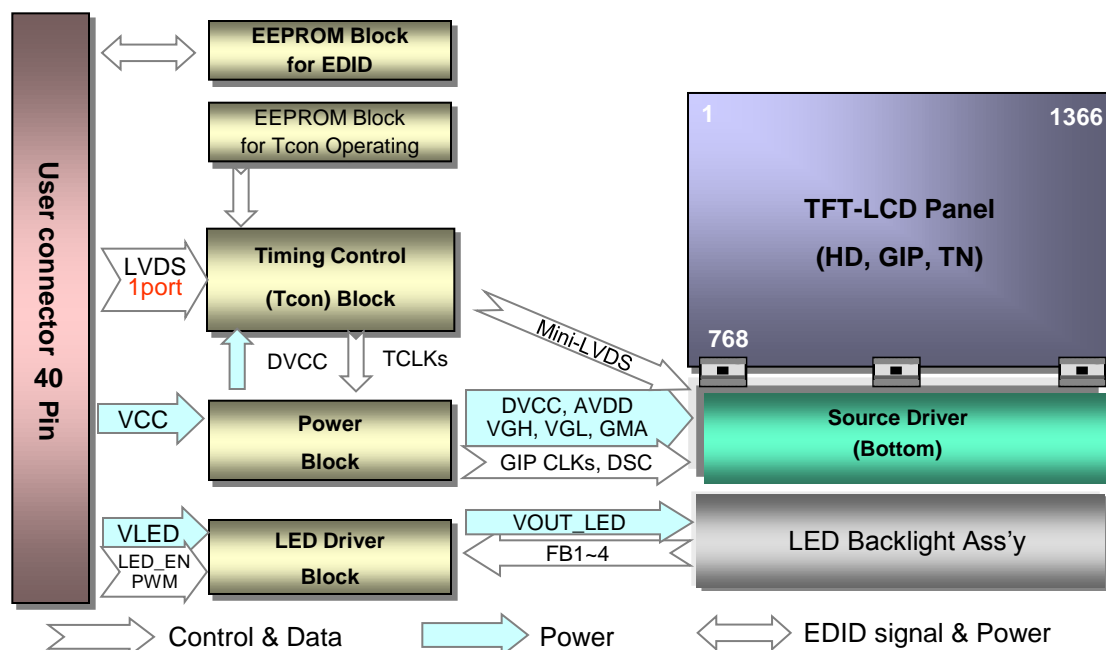 User connector 40 Pin
EEPROM Block
for EDID
EEPROM Block
for Tcon Operating
LVDS
1port
Timing Control
(Tcon) Block
DVCC
TCLKs
Mini-LVDS
VCC
Power
Block
DVCC, AVDD
VGH, VGL, GMA
GIP CLKs, DSC
VLED
LED_EN
PWM
LED Driver
Block
VOUT_LED
FB1~4
1
1366
TFT-LCD Panel
(HD, GIP, TN)
768
Source Driver
(Bottom)
LED Backlight Ass'y
Control & Data
Power
EDID signal & Power